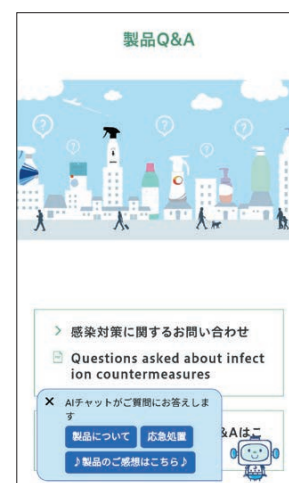 製品Q&A
感染対策に関するお問い合わせ
Questions asked about infect
ion countermeasures
AIチャットがご質問にお答えしま
す
&Aはこ
製品について 応急処置
♪製品のご感想はこちら♪